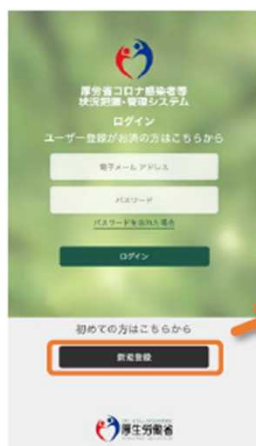 厚労省コロナ感染者等
状況把握・管理システム
ログイン
ユーザー登録がお済の方はこちらから
電子メール アドレス
パスワード
パスワードを忘れた場合
ログイン
初めての方はこちらから
新規登録
厚生労働省